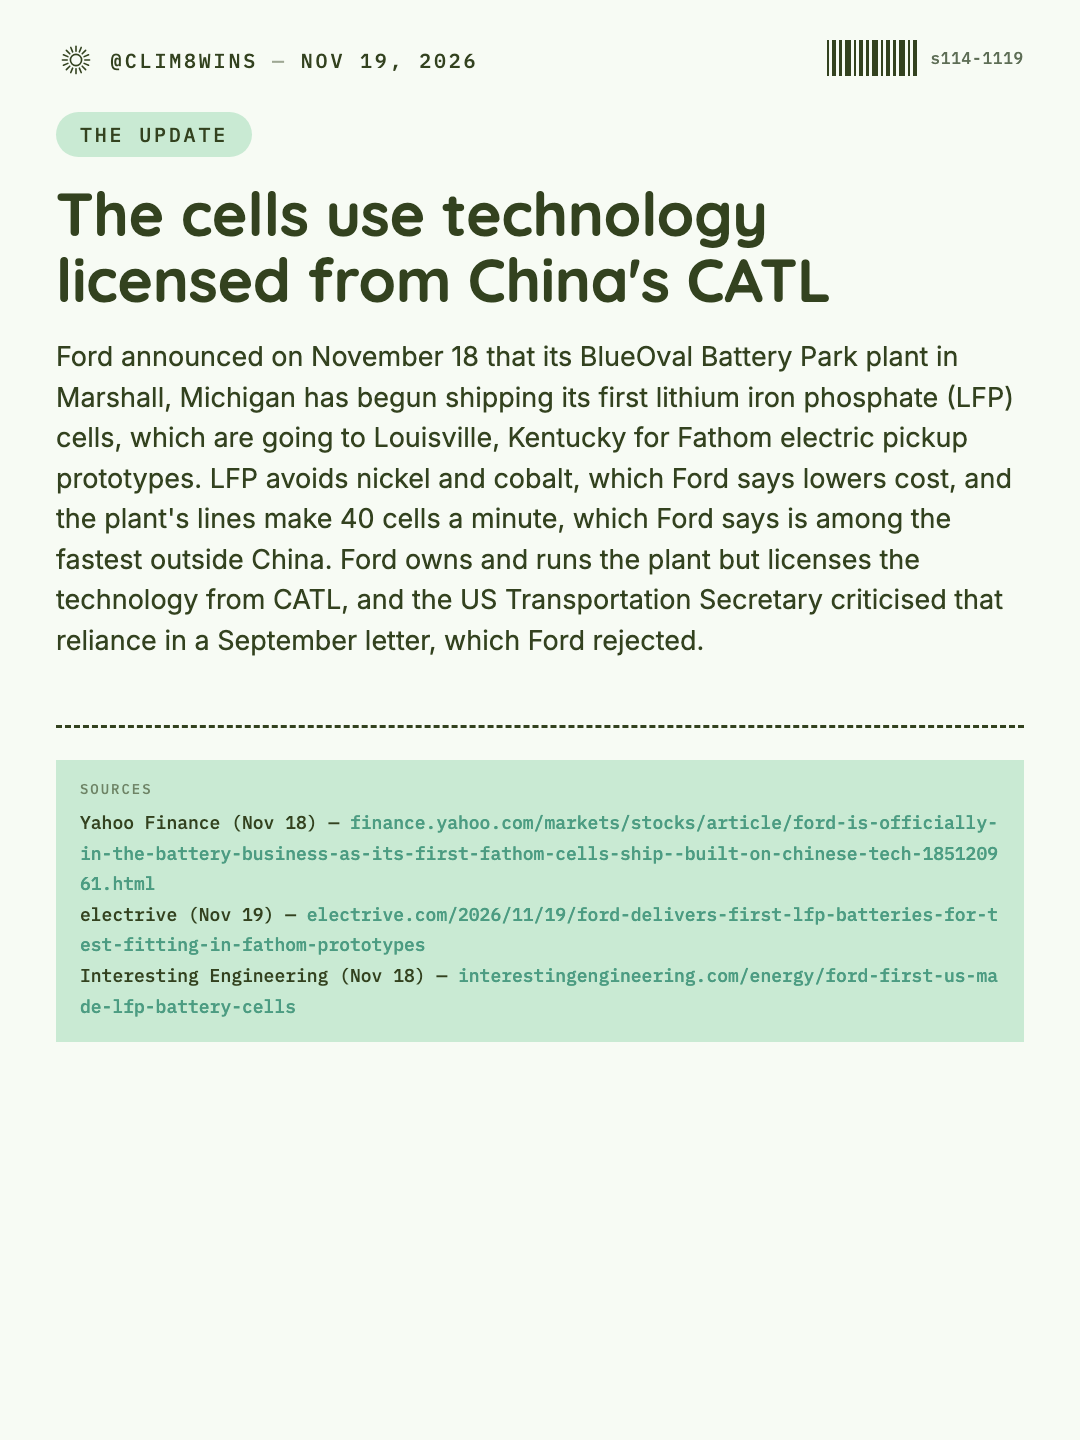 @CLIM8WINS — NOV 19, 2026
s114-1119
THE UPDATE
The cells use technology
licensed from China's CATL
Ford announced on November 18 that its BlueOval Battery Park plant in
Marshall, Michigan has begun shipping its first lithium iron phosphate (LFP)
cells, which are going to Louisville, Kentucky for Fathom electric pickup
prototypes. LFP avoids nickel and cobalt, which Ford says lowers cost, and
the plant's lines make 40 cells a minute, which Ford says is among the
fastest outside China. Ford owns and runs the plant but licenses the
technology from CATL, and the US Transportation Secretary criticised that
reliance in a September letter, which Ford rejected.
SOURCES
Yahoo Finance (Nov 18) — finance.yahoo.com/markets/stocks/article/ford-is-officially-
in-the-battery-business-as-its-first-fathom-cells-ship--built-on-chinese-tech-1851209
61.html
electrive (Nov 19) — electrive.com/2026/11/19/ford-delivers-first-lfp-batteries-for-t
est-fitting-in-fathom-prototypes
Interesting Engineering (Nov 18) — interestingengineering.com/energy/ford-first-us-ma
de-lfp-battery-cells